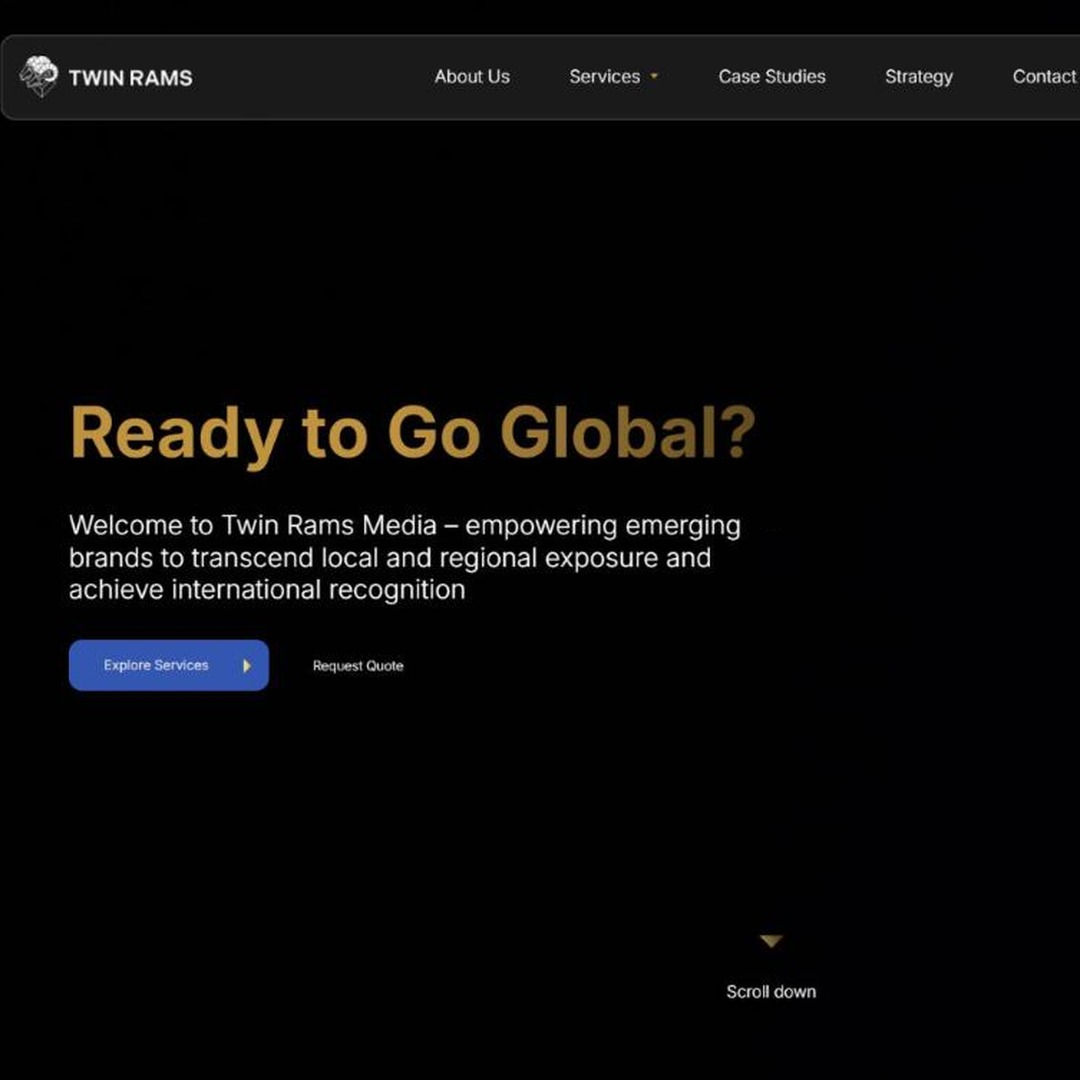 TWIN RAMS
About Us
Services
Case Studies
Strategy
Contact
Ready to Go Global?
Welcome to Twin Rams Media – empowering emerging
brands to transcend local and regional exposure and
achieve international recognition
Explore Services
Request Quote
Scroll down